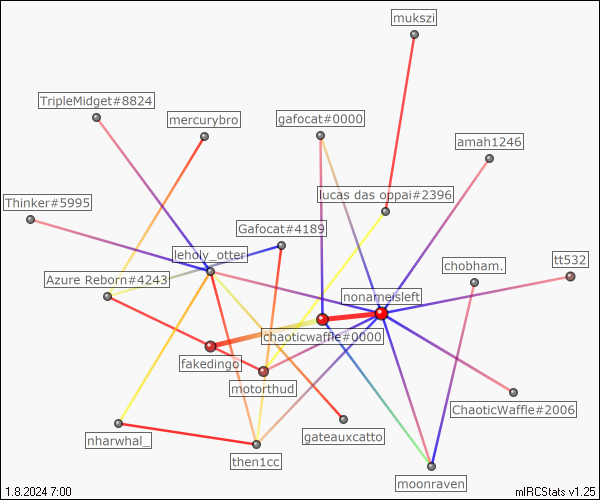 mukszi
TripleMidget#8824
mercurybro
gafocat#0000
amah1246
lucas das oppai#2396
Thinker#5995
Gafocat#4189
leholy_otter
tt532
chobham.
Azure Reborn#4243
nonameisleft
chaoticwaffle#0000
fakedingo
motorthud
ChaoticWaffle#2006
nharwhal_
gateauxcatto
then1cc
moonraven
1.8.2024 7:00
mIRCStats v1.25